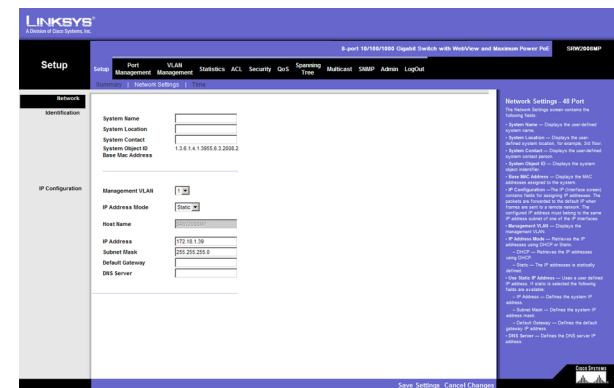 LINKSYS®
A Division of Cisco Systems, Inc.
8-port 10/100/1000 Gigabit Switch with WebView and Maximum Power PoE
SRW2008MP
Setup
Setup
Port Management
VLAN Management
Statistics
ACL
Security
QoS
Spanning Tree
Multicast
SNMP
Admin
LogOut
Summary | Network Settings | Time
Network
Identification
System Name
System Location
System Contact
System Object ID 1.3.6.1.4.1.3955.6.3.2008.2
Base Mac Address
IP Configuration
Management VLAN 1
IP Address Mode Static
Host Name SRW2008MP
IP Address 172.18.1.39
Subnet Mask 255.255.255.0
Default Gateway
DNS Server
Network Settings - 48 Port
The Network Settings screen contains the
following fields:
- System Name — Displays the user-defined
system name.
- System Location — Displays the user-
defined system location, for example, 3rd floor.
- System Contact — Displays the user-defined
system contact person.
- System Object ID — Displays the system
object identifier.
- Base MAC Address — Displays the MAC
addresses assigned to the system.
- IP Configuration —The IP (Interface screen)
contains fields for assigning IP addresses. The
packets are forwarded to the default IP when
frames are sent to a remote network. The
configured IP address must belong to the same
IP address subnet of one of the IP interfaces.
- Management VLAN — Displays the
management VLAN.
- IP Address Mode — Retrieves the IP
addresses using DHCP or Static.
– DHCP — Retrieves the IP addresses
using DHCP.
– Static — The IP addresses is statically
defined.
- Use Static IP Address — Uses a user defined
IP address. If static is selected the following
fields are available:
– IP Address — Defines the system IP
address.
– Subnet Mask — Defines the system IP
address mask.
– Default Gateway — Defines the default
gateway IP address.
- DNS Server — Defines the DNS server IP
address.
Save Settings Cancel Changes
CISCO SYSTEMS